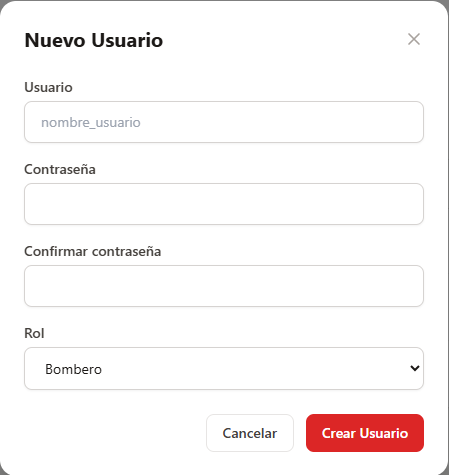 Nuevo Usuario
Usuario
nombre_usuario
Contraseña
Confirmar contraseña
Rol
Bombero
Cancelar
Crear Usuario